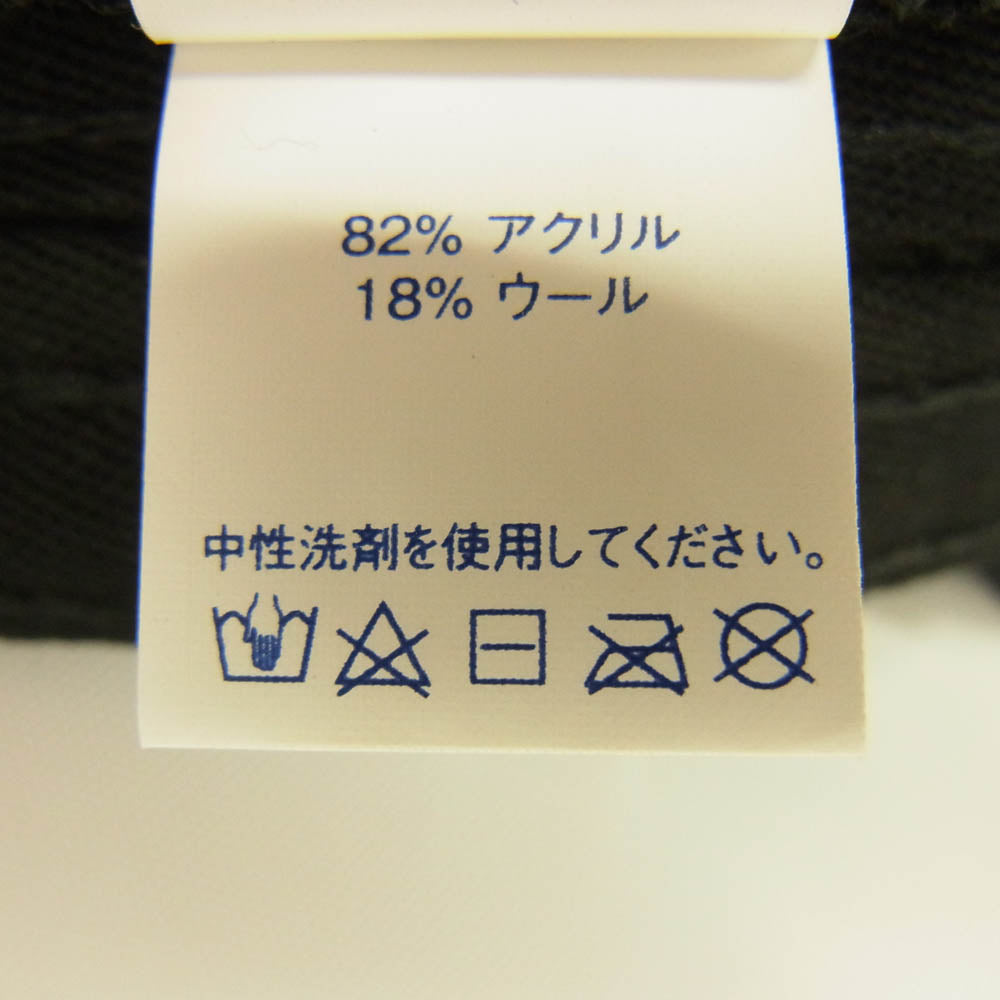 82% アクリル
18% ウール
中性洗剤を使用してください。